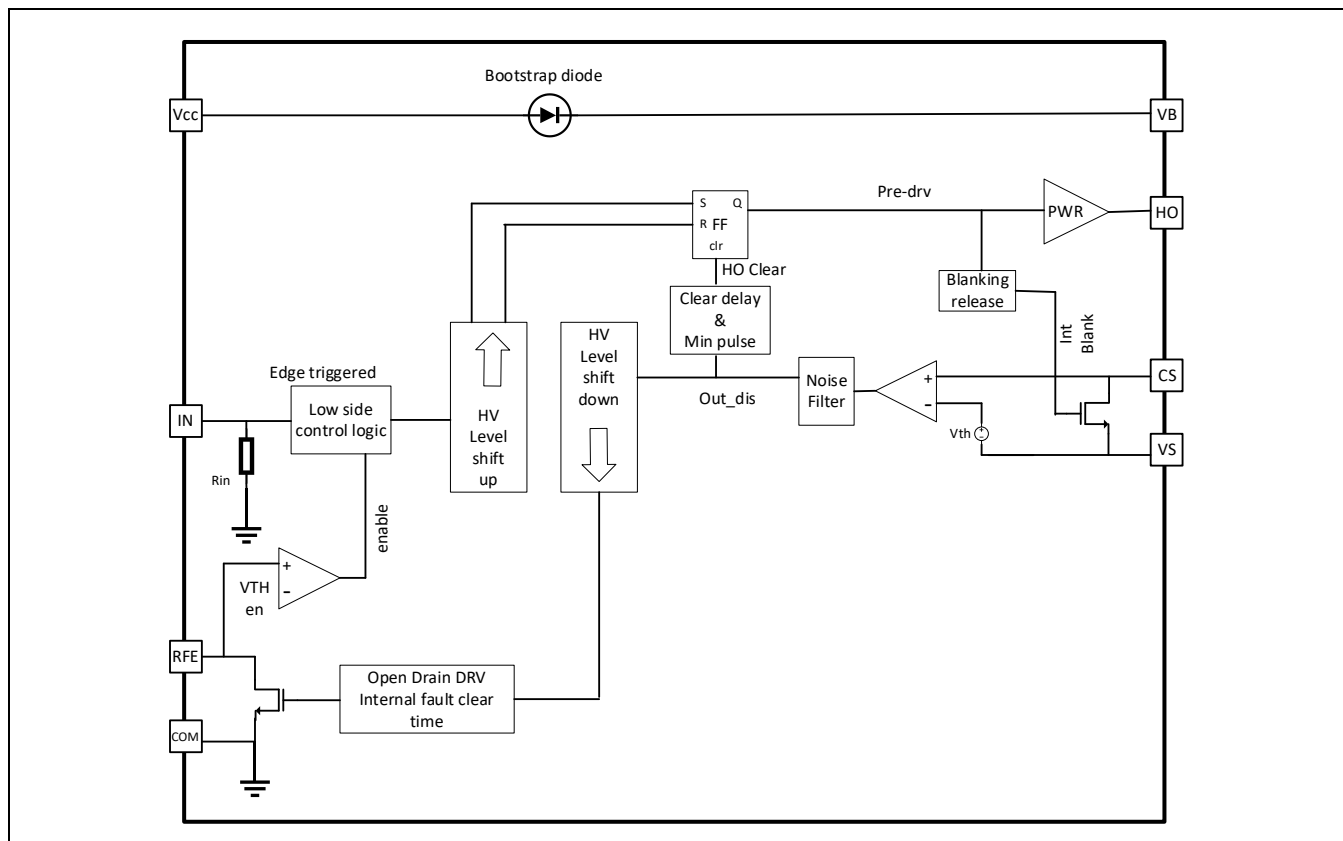 Bootstrap diode
Vcc
VB
S Q
Pre-drv
PWR
HO
R FF
clr
HO Clear
Blanking
release
Clear delay
&
Min pulse
HV
Level
shift
down
Int
Blank
Edge triggered
Noise
Filter
+
-
CS
Out_dis
IN
Low side
control logic
HV
Level
shift
up
Vth
+
-
VS
Rin
enable
+
-
VTH
en
RFE
Open Drain DRV
Internal fault clear
time
COM